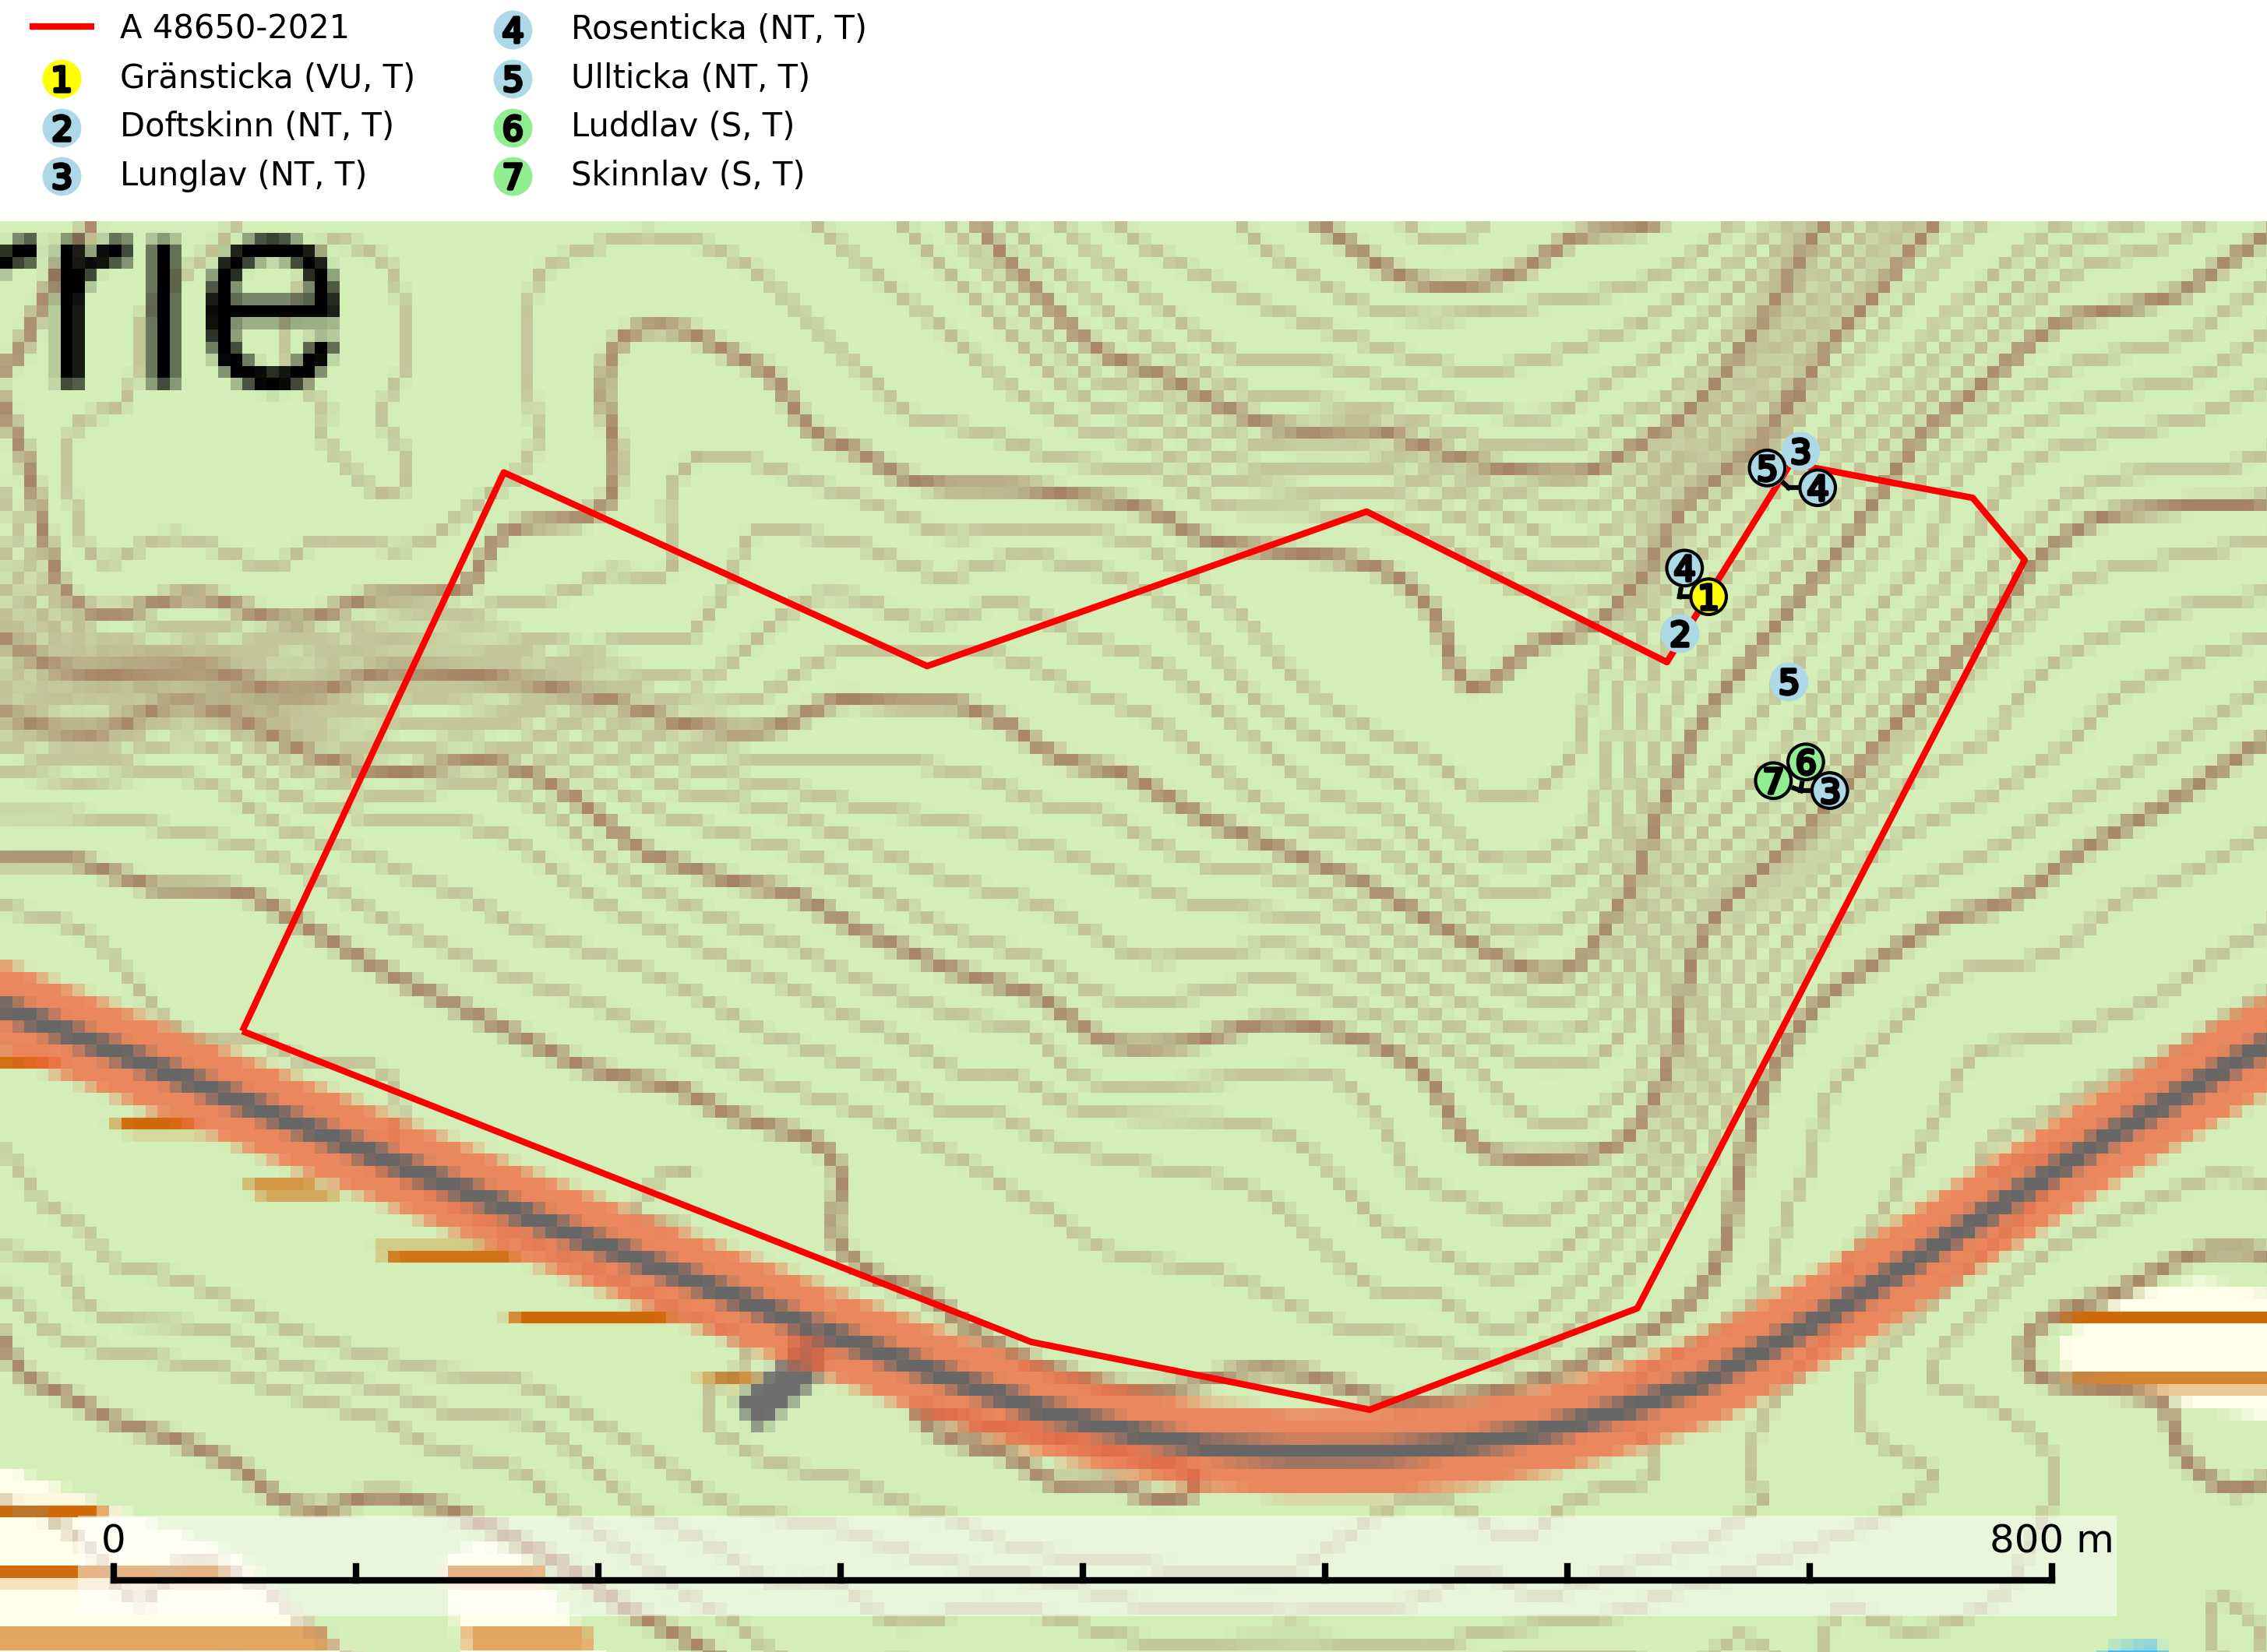 A 48650-2021
1 Gränsticka (VU, T)
2 Doftskinn (NT, T)
3 Lunglav (NT, T)
4 Rosenticka (NT, T)
5 Ullticka (NT, T)
6 Luddlav (S, T)
7 Skinnlav (S, T)
3
5
4
4
1
2
5
6
7
3
0 800 m